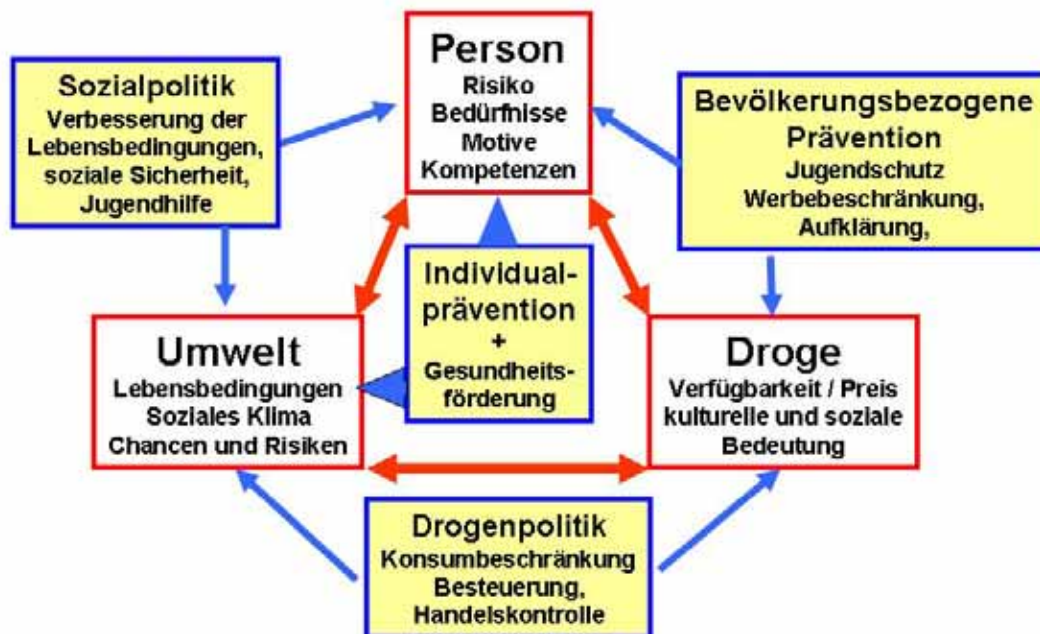 Person
Risiko
Bedürfnisse
Motive
Kompetenzen
Sozialpolitik
Verbesserung der
Lebensbedingungen,
soziale Sicherheit,
Jugendhilfe
Bevölkerungsbezogene
Prävention
Jugendschutz
Werbebeschränkung,
Aufklärung,
Individual-
prävention
+
Gesundheits-
förderung
Umwelt
Lebensbedingungen
Soziales Klima
Chancen und Risiken
Droge
Verfügbarkeit / Preis
kulturelle und soziale
Bedeutung
Drogenpolitik
Konsumbeschränkung
Besteuerung,
Handelskontrolle